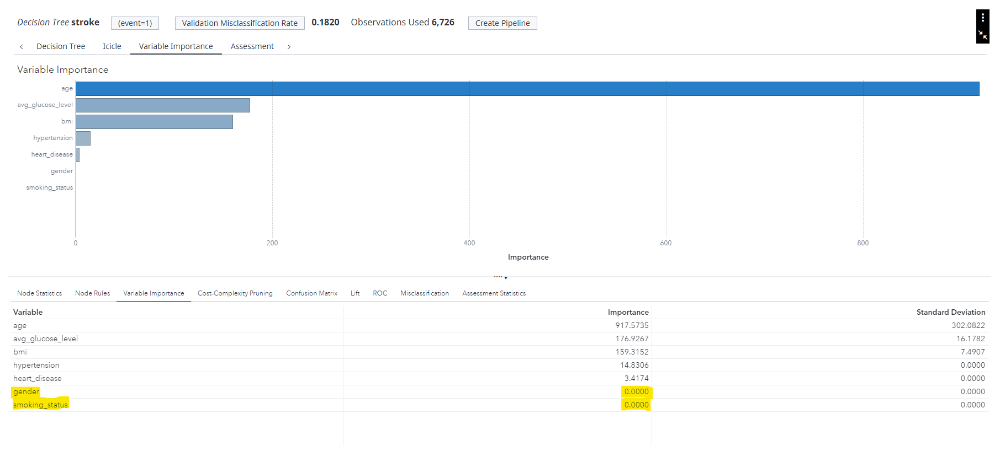 Decision Tree stroke (event=1) Validation Misclassification Rate 0.1820 Observations Used 6,726 Create Pipeline
Decision Tree Icicle Variable Importance Assessment
Variable Importance
age
avg_glucose_level
bmi
hypertension
heart_disease
gender
smoking_status
0 200 400 600 800
Importance
Node Statistics Node Rules Variable Importance Cost-Complexity Pruning Confusion Matrix Lift ROC Misclassification Assessment Statistics
Variable Importance Standard Deviation
age 917.5735 302.0822
avg_glucose_level 176.9267 16.1782
bmi 159.3152 7.4907
hypertension 14.8306 0.0000
heart_disease 3.4174 0.0000
gender 0.0000 0.0000
smoking_status 0.0000 0.0000